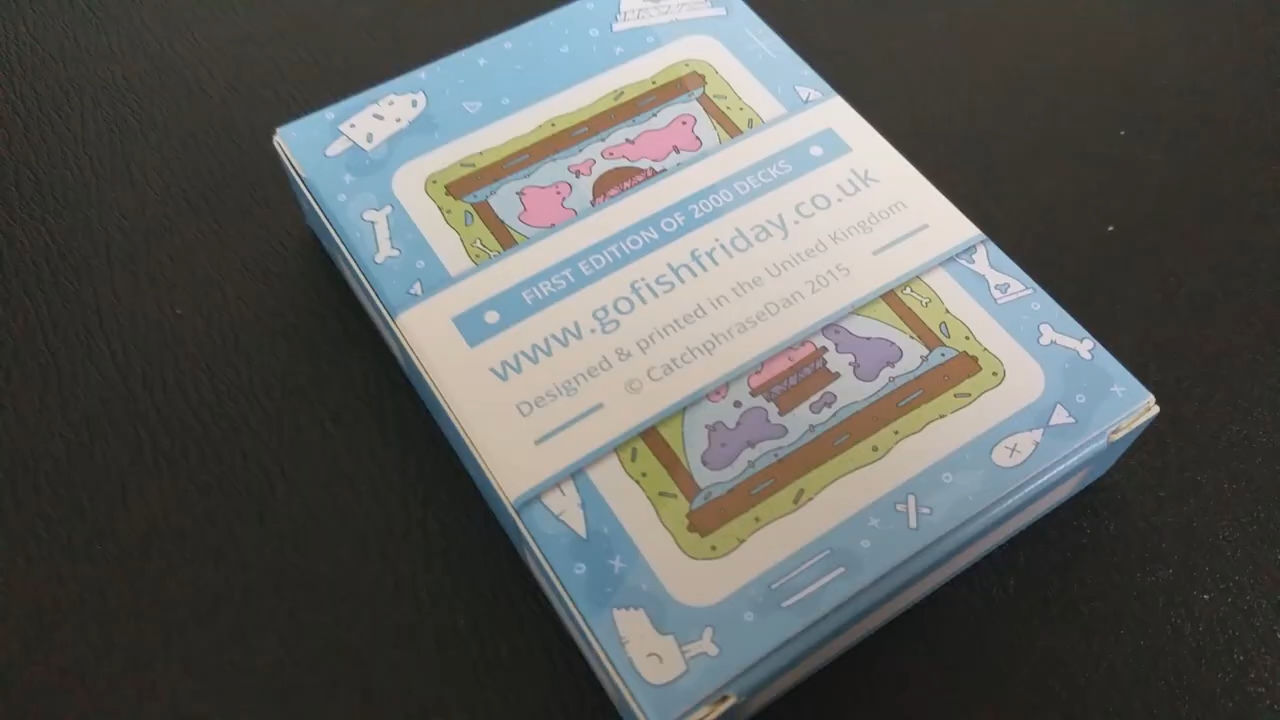 FIRST EDITION OF 2000 DECKS
www.gofishfriday.co.uk
Designed & printed in the United Kingdom
© CatchphraseDan 2015